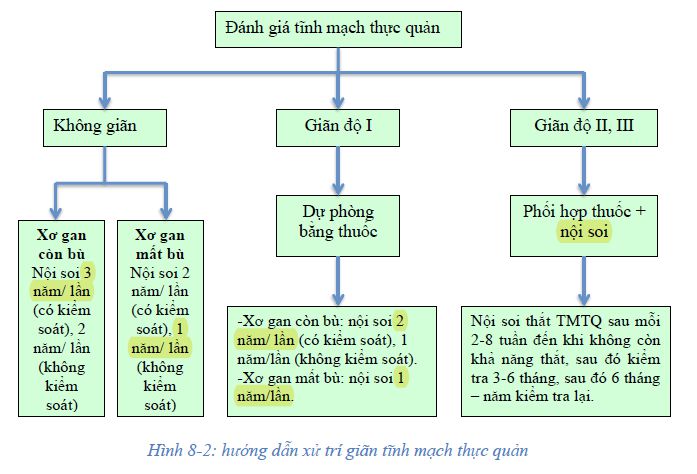 Đánh giá tĩnh mạch thực quản
Không giãn
Giãn độ I
Giãn độ II, III
Xơ gan
còn bù
Nội soi 3
năm/ lần
(có kiểm
soát), 2
năm/ lần
(không
kiểm
soát)
Xơ gan
mất bù
Nội soi 2
năm/ lần
(có kiểm
soát), 1
năm/ lần
(không
kiểm
soát)
Dự phòng
bằng thuốc
Phối hợp thuốc +
nội soi
-Xơ gan còn bù: nội soi 2
năm/ lần (có kiểm soát), 1
năm/lần (không kiểm soát).
-Xơ gan mất bù: nội soi 1
năm/lần.
Nội soi thắt TMTQ sau mỗi
2-8 tuần đến khi không còn
khả năng thắt, sau đó kiểm
tra 3-6 tháng, sau đó 6 tháng
– năm kiểm tra lại.
Hình 8-2: hướng dẫn xử trí giãn tĩnh mạch thực quản